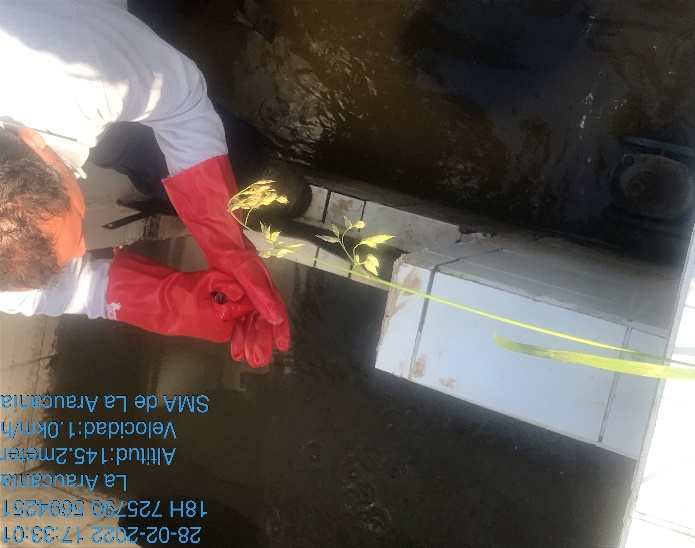 28-02-2022 17:33:01
18H 725790 5694251
La Araucanía
Altitud:145.2meter
Velocidad:1.0km/h
SMA de La Araucania